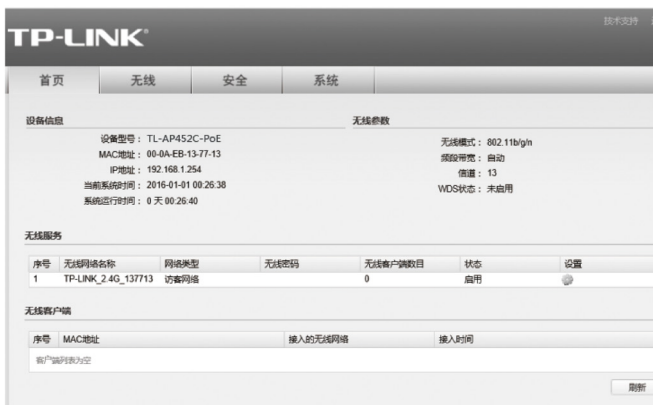 技术支持
TP-LINK®
首页 无线 安全 系统
设备信息 无线参数
设备型号： TL-AP452C-PoE 无线模式： 802.11b/g/n
MAC地址： 00-0A-EB-13-77-13 频段带宽： 自动
IP地址： 192.168.1.254 信道： 13
当前系统时间： 2016-01-01 00:26:38 WDS状态： 未启用
系统运行时间： 0 天 00:26:40
无线服务
序号 无线网络名称 网络类型 无线密码 无线客户端数目 状态 设置
1 TP-LINK_2.4G_137713 访客网络 0 启用
无线客户端
序号 MAC地址 接入的无线网络 接入时间
客户端列表为空
刷新